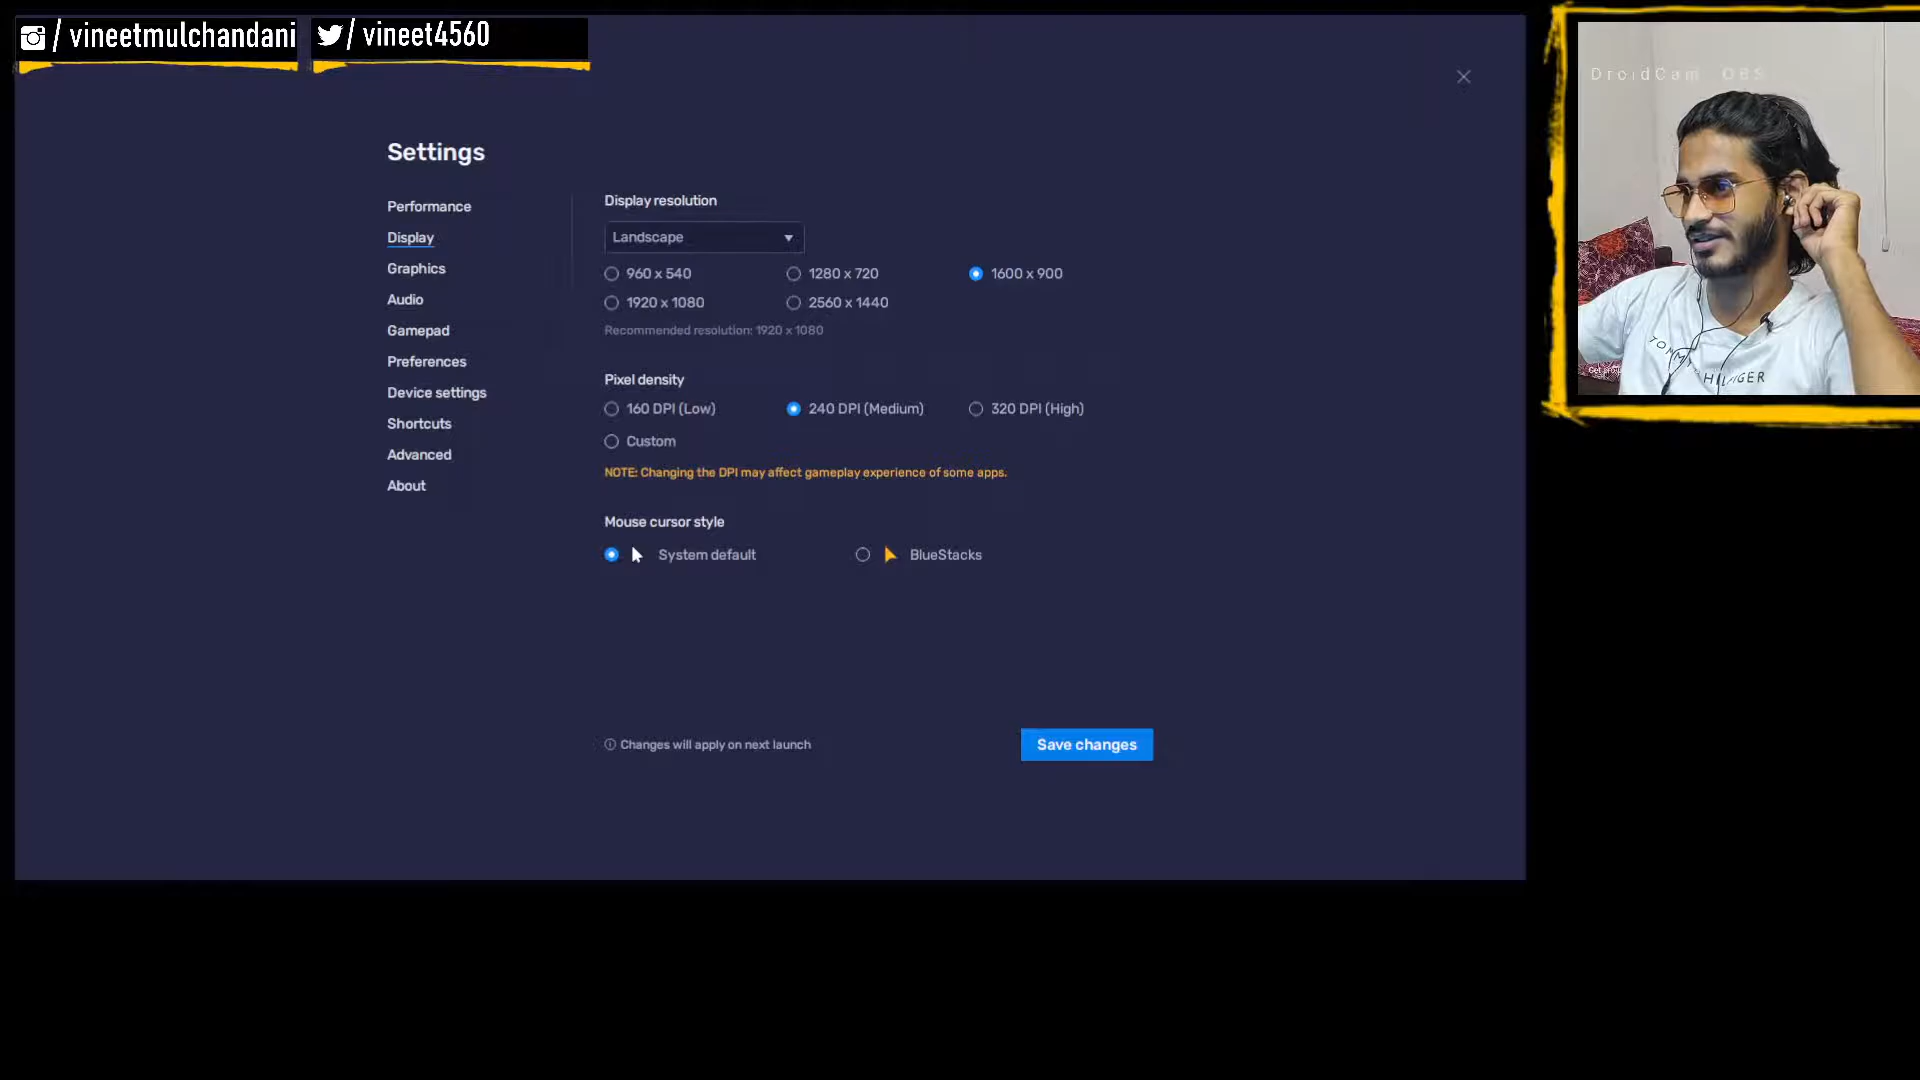 / vineetmulchandani
/ vineet4560
DroidCam OBS
Settings
Performance
Display
Graphics
Audio
Gamepad
Preferences
Device settings
Shortcuts
Advanced
About
Display resolution
Landscape
960 x 540
1280 x 720
1600 x 900
1920 x 1080
2560 x 1440
Recommended resolution: 1920 x 1080
Pixel density
160 DPI (Low)
240 DPI (Medium)
320 DPI (High)
Custom
NOTE: Changing the DPI may affect gameplay experience of some apps.
Mouse cursor style
System default
BlueStacks
Changes will apply on next launch
Save changes